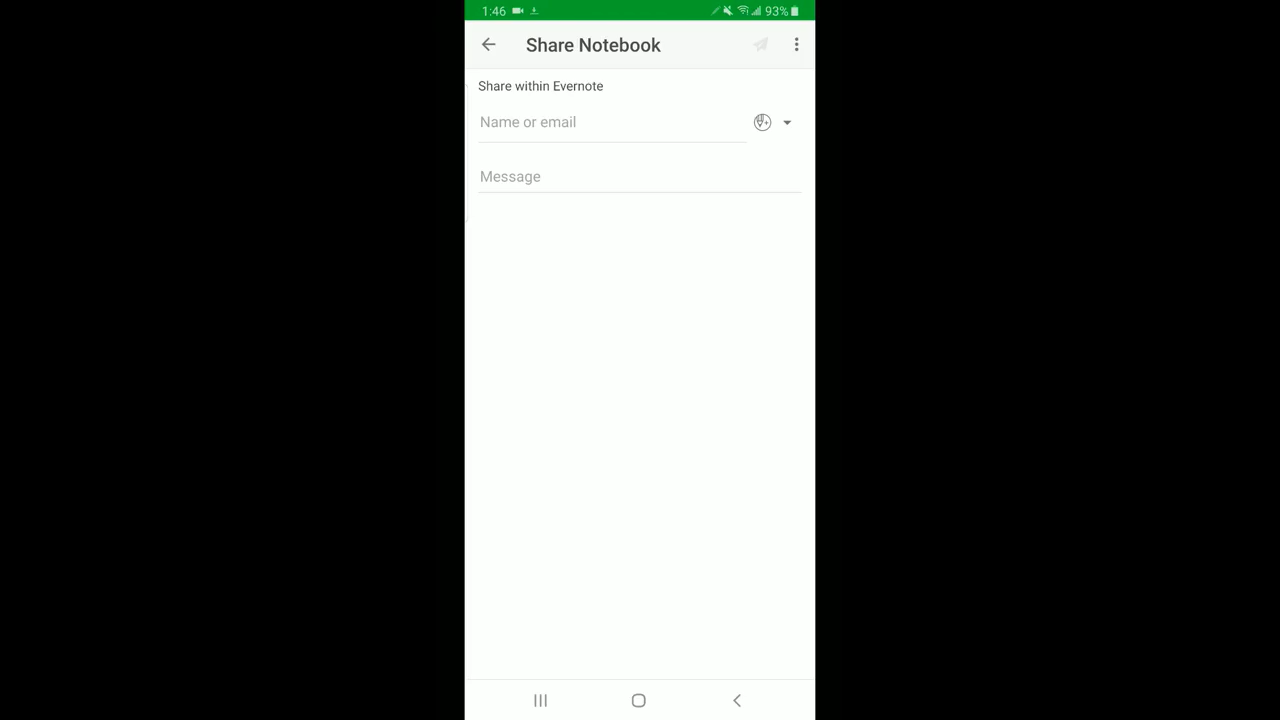 1:46 93%
Share Notebook
Share within Evernote
Name or email
Message